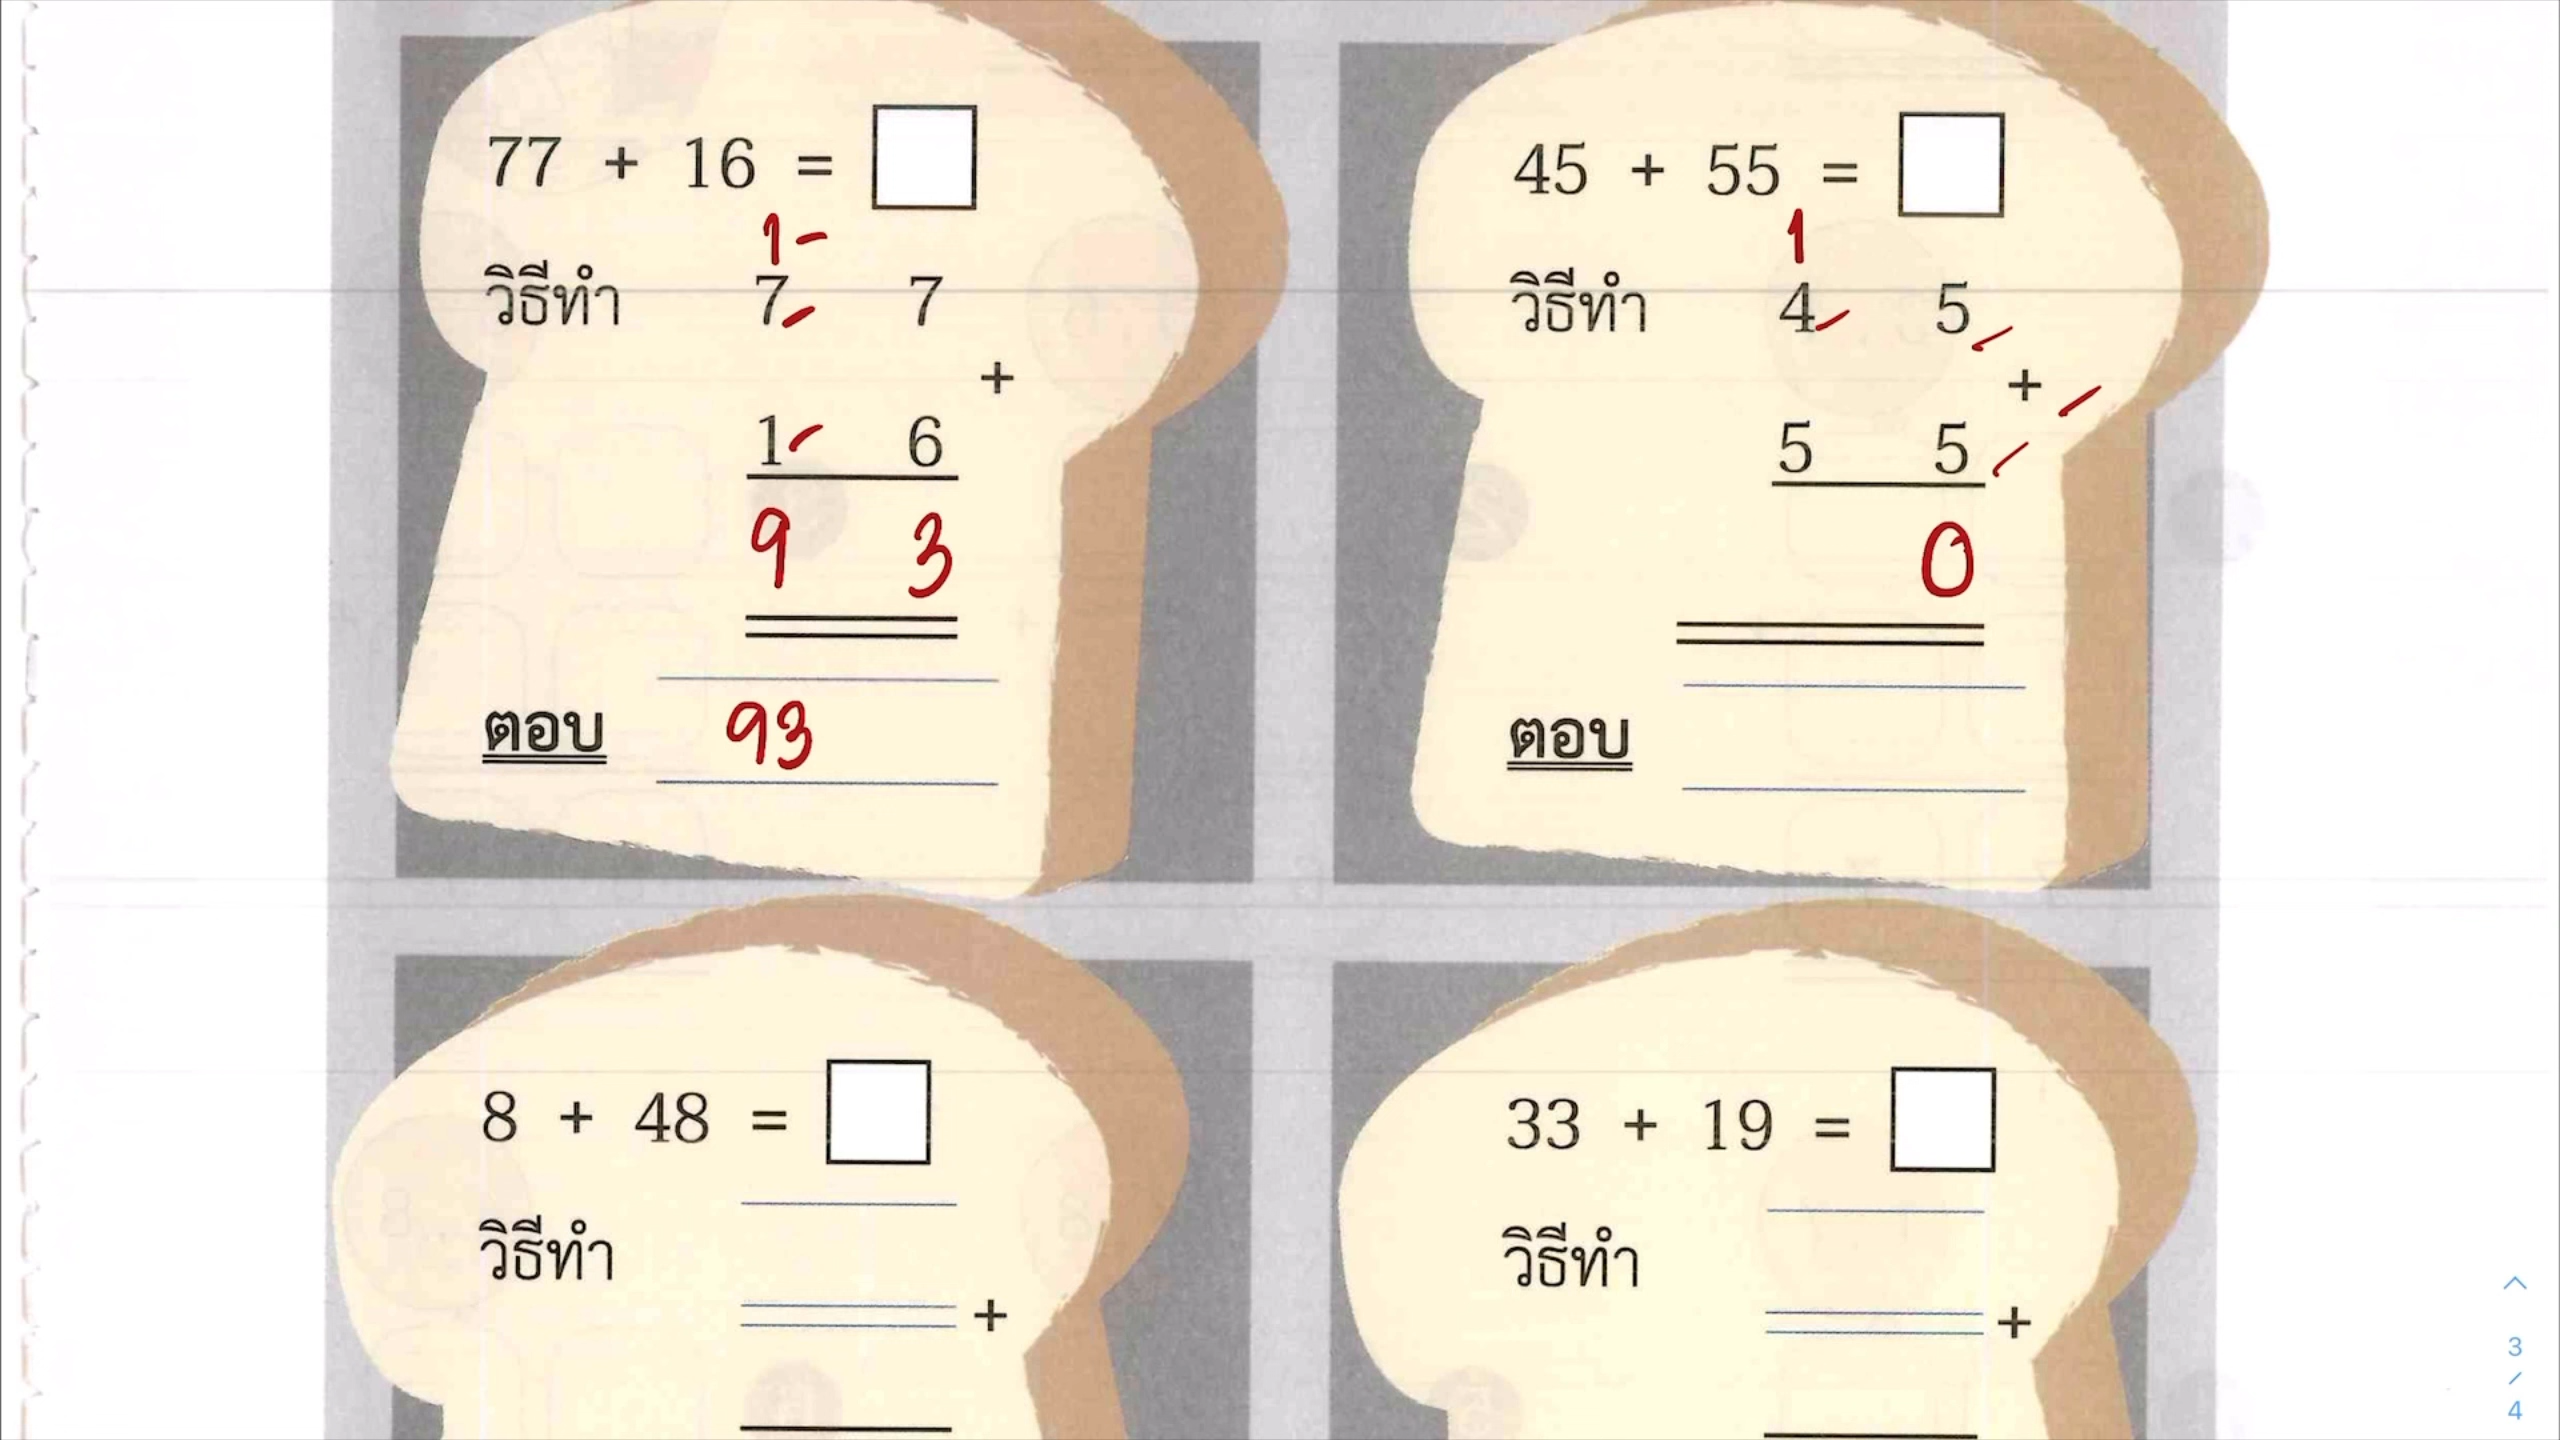 77 + 16 =
1
วิธีทำ 7 7
+
1 6
9 3
ตอบ 93
45 + 55 =
1
วิธีทำ 4 5
+
5 5
0
ตอบ
8 + 48 =
วิธีทำ
+
33 + 19 =
วิธีทำ
+
3
/
4